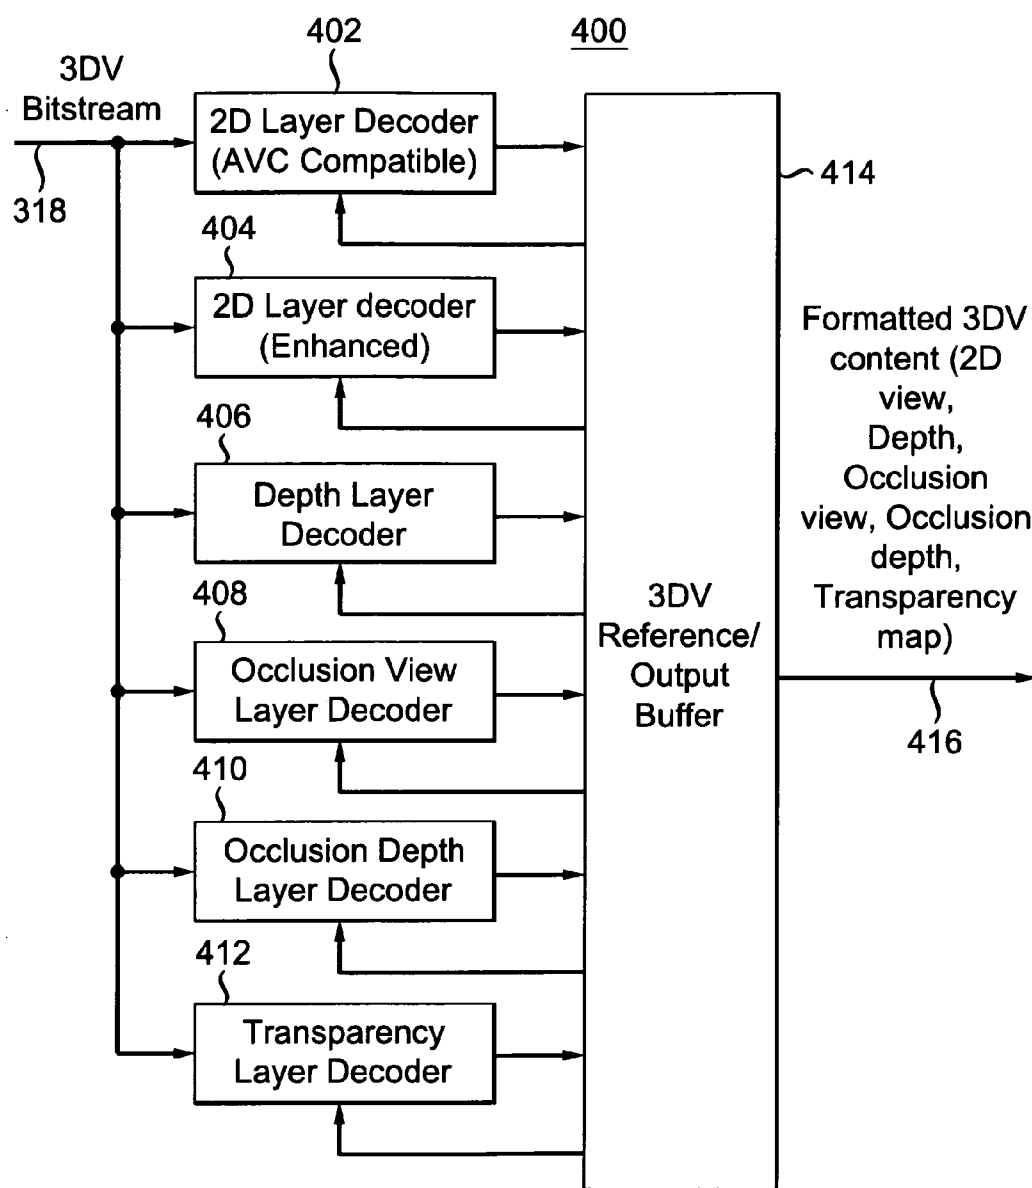 402
400
3DV
Bitstream
318
2D Layer Decoder
(AVC Compatible)
414
404
2D Layer decoder
(Enhanced)
406
Depth Layer
Decoder
408
Occlusion View
Layer Decoder
410
Occlusion Depth
Layer Decoder
412
Transparency
Layer Decoder
3DV
Reference/
Output
Buffer
Formatted 3DV
content (2D
view,
Depth,
Occlusion
view, Occlusion
depth,
Transparency
map)
416